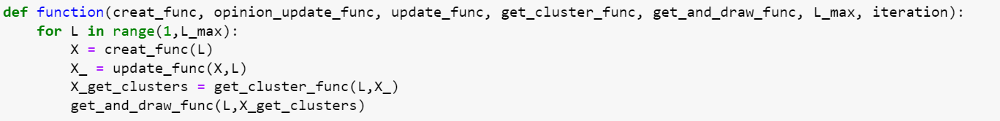 def function(creat_func, opinion_update_func, update_func, get_cluster_func, get_and_draw_func, L_max, iteration):
    for L in range(1,L_max):
        X = creat_func(L)
        X_ = update_func(X,L)
        X_get_clusters = get_cluster_func(L,X_)
        get_and_draw_func(L,X_get_clusters)